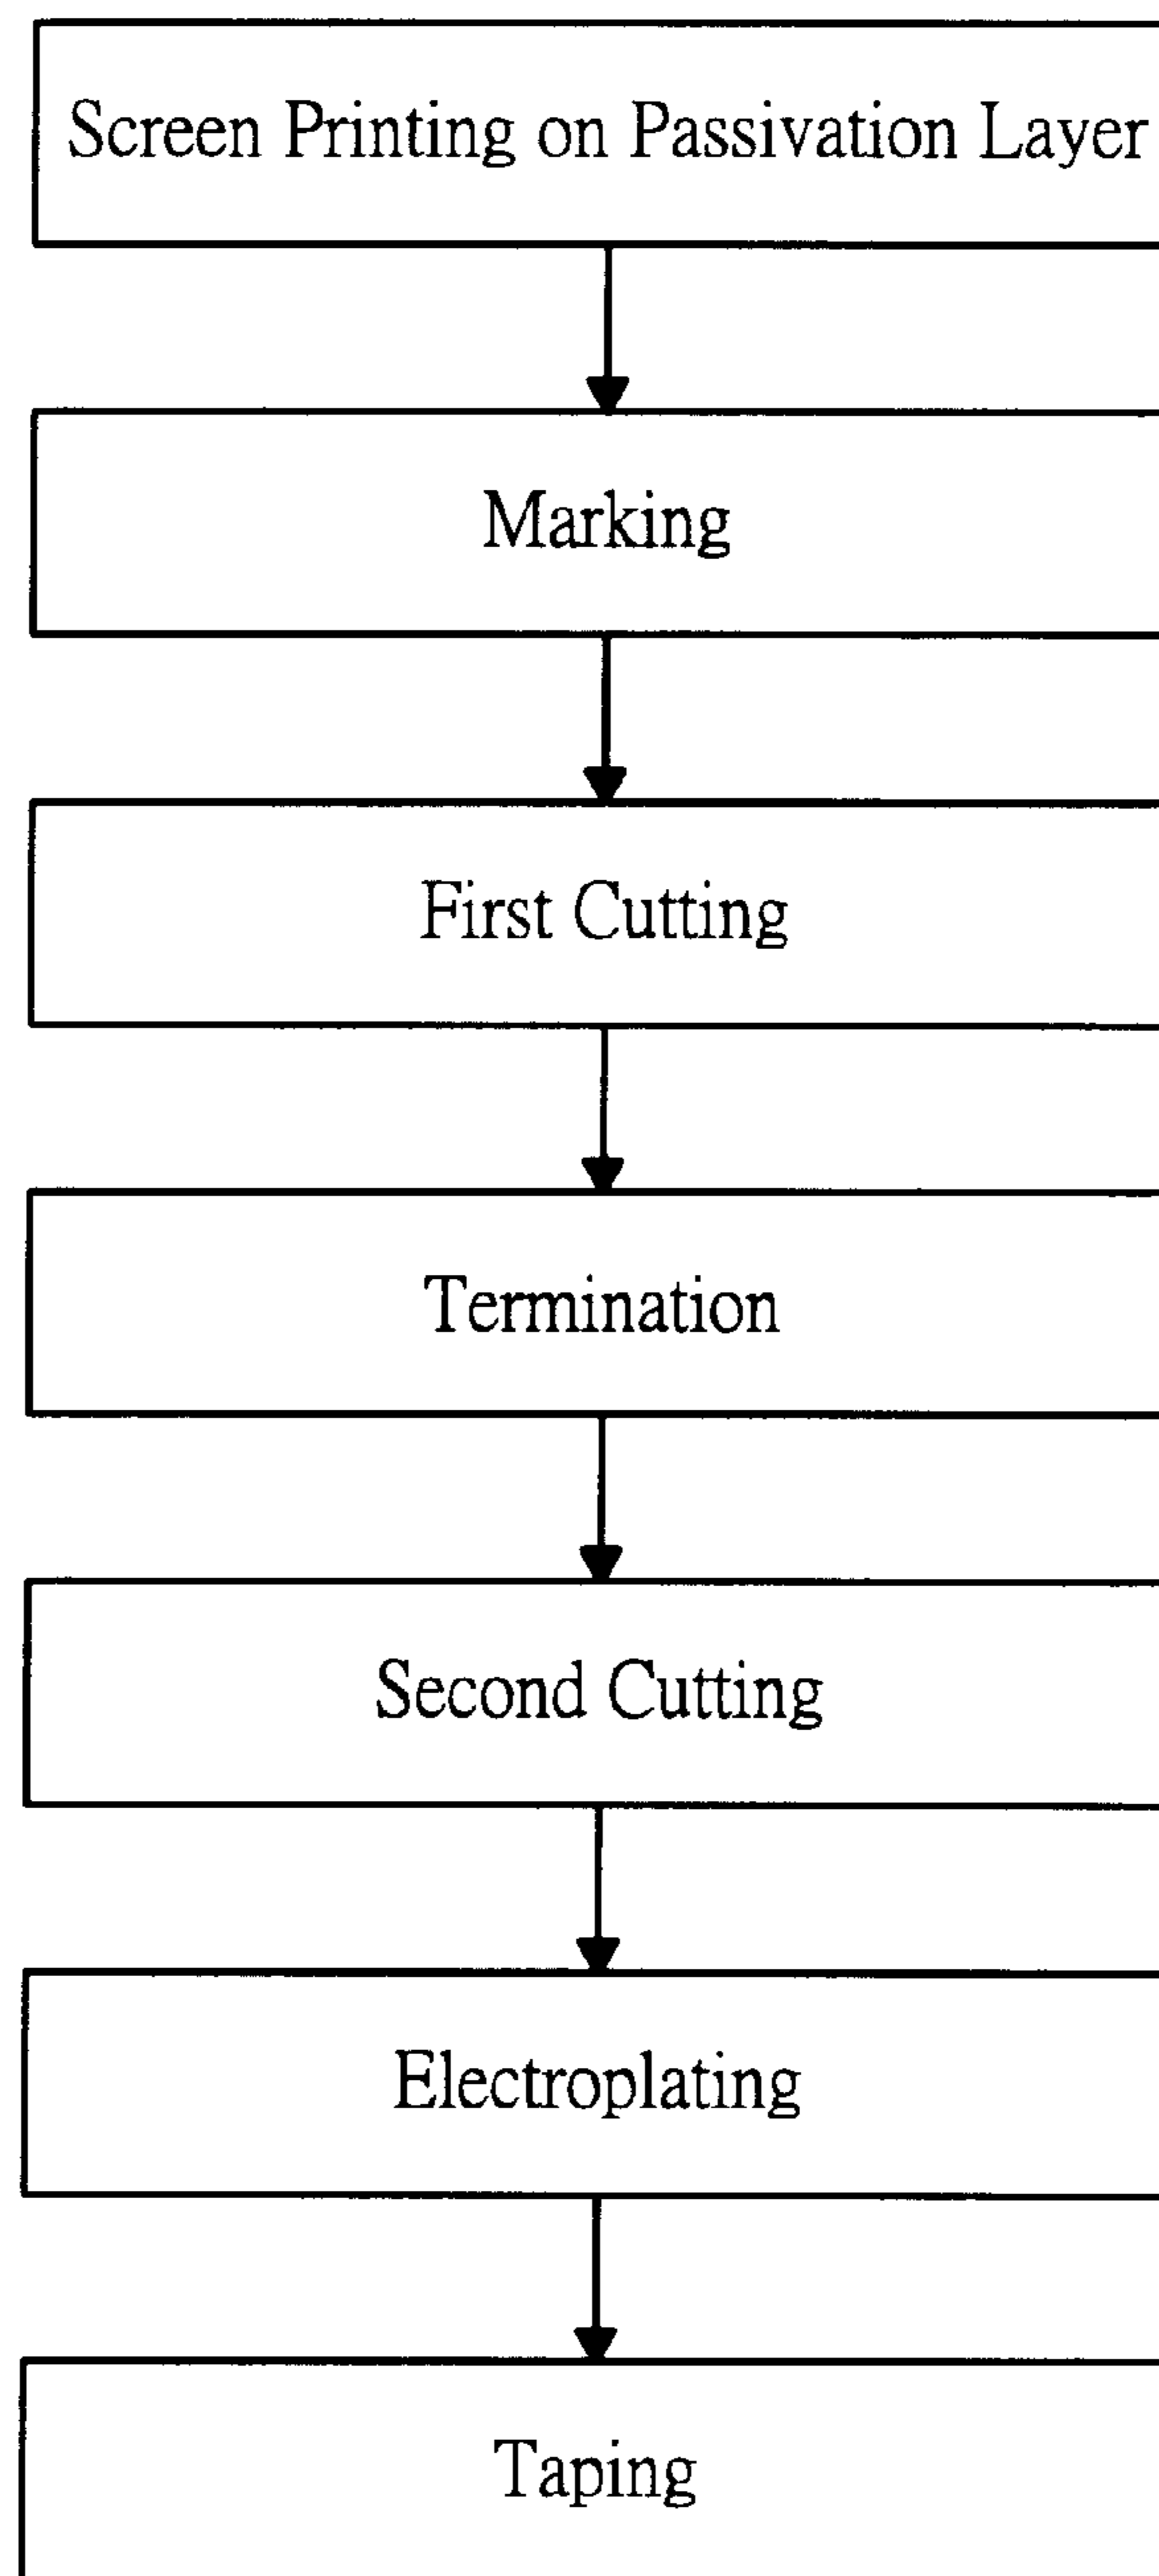 Screen Printing on Passivation Layer
Marking
First Cutting
Termination
Second Cutting
Electroplating
Taping